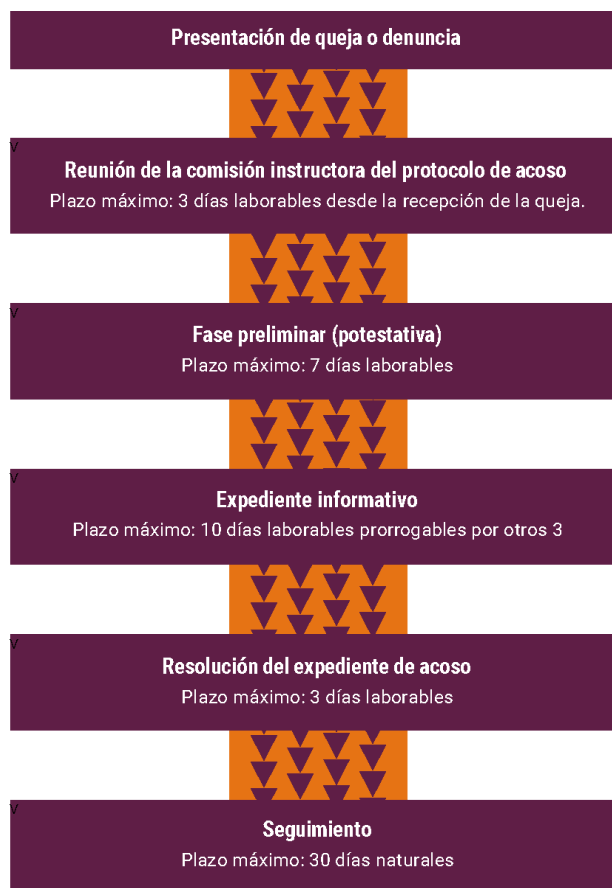 Presentación de queja o denuncia
V
Reunión de la comisión instructora del protocolo de acoso
Plazo máximo: 3 días laborables desde la recepción de la queja.
V
Fase preliminar (potestativa)
Plazo máximo: 7 días laborables
V
Expediente informativo
Plazo máximo: 10 días laborables prorrogables por otros 3
V
Resolución del expediente de acoso
Plazo máximo: 3 días laborables
V
Seguimiento
Plazo máximo: 30 días naturales